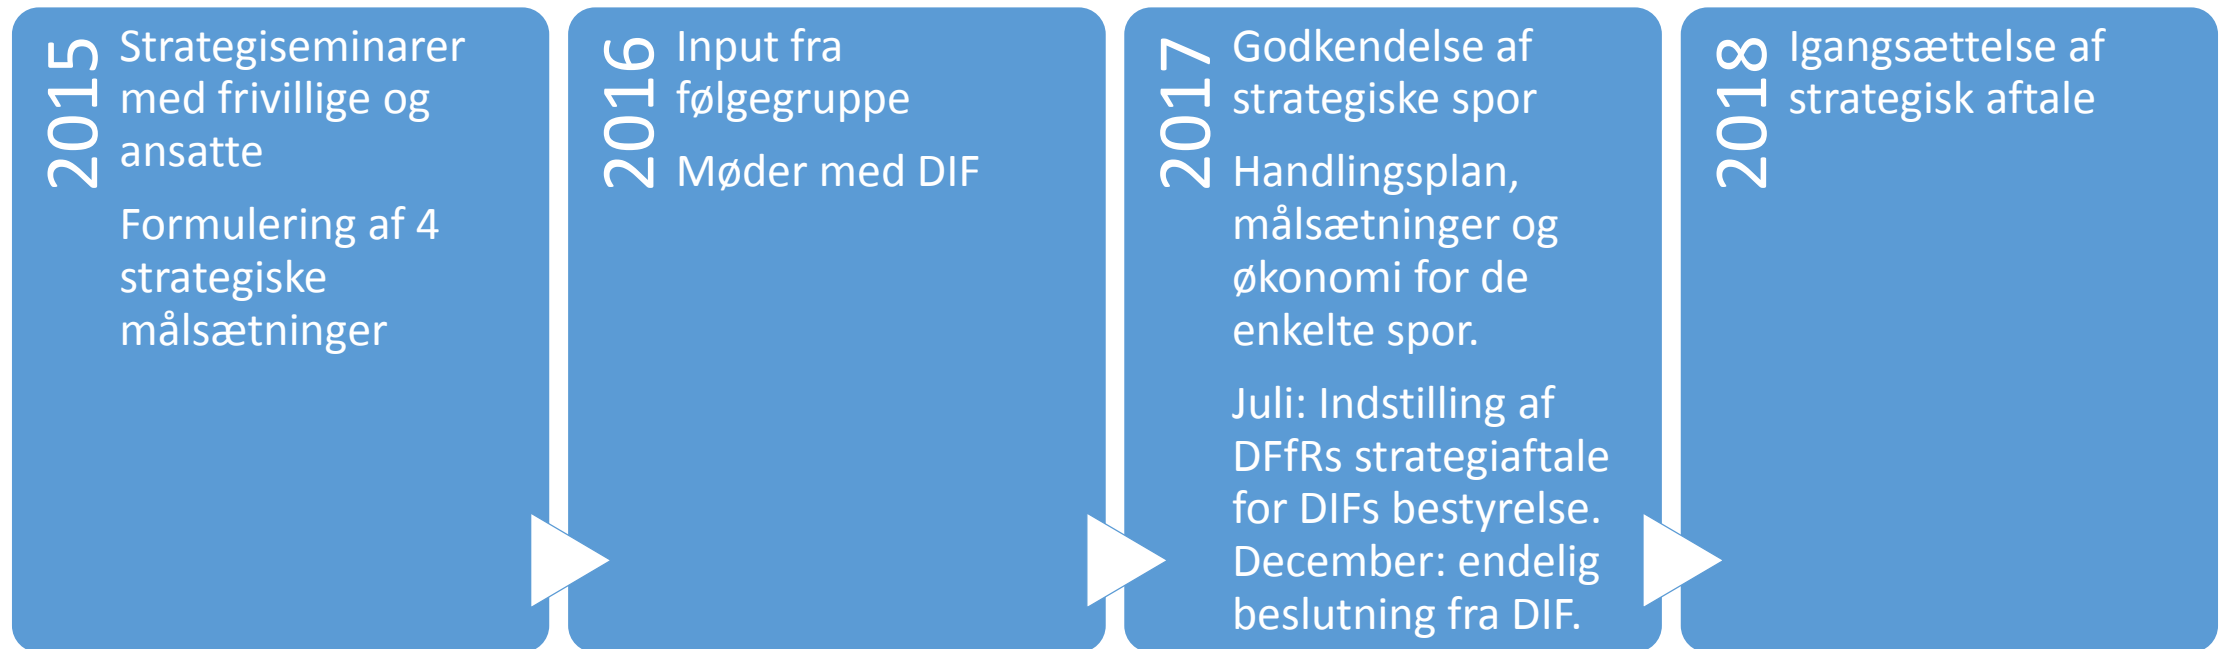 2015
Strategiseminarer
med frivillige og
ansatte
Formulering af 4
strategiske
målsætninger
2016
Input fra
følgegruppe
Møder med DIF
2017
Godkendelse af
strategiske spor
Handlingsplan,
målsætninger og
økonomi for de
enkelte spor.
Juli: Indstilling af
DFfRs strategiaftale
for DIFs bestyrelse.
December: endelig
beslutning fra DIF.
2018
Igangsættelse af
strategisk aftale